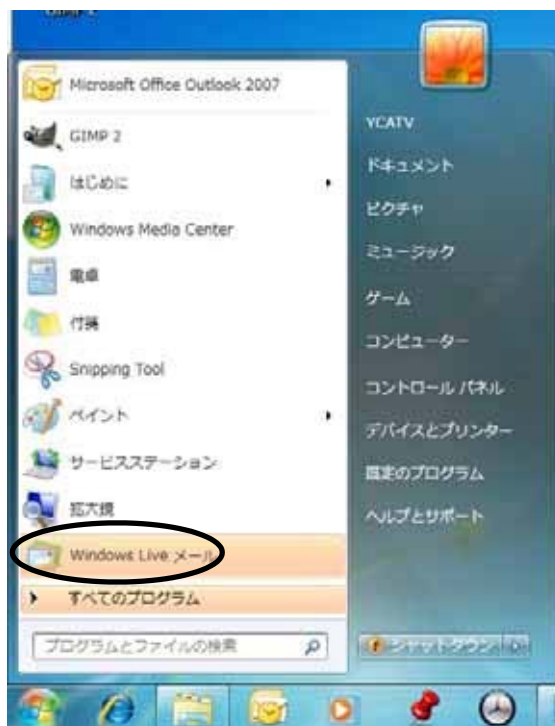 GIMP 2
Microsoft Office Outlook 2007
GIMP 2
はじめに
Windows Media Center
電卓
付箋
Snipping Tool
ペイント
サービスステーション
拡大鏡
Windows Live メール
すべてのプログラム
プログラムとファイルの検索
YCATV
ドキュメント
ピクチャ
ミュージック
ゲーム
コンピューター
コントロール パネル
デバイスとプリンター
既定のプログラム
ヘルプとサポート
シャットダウン